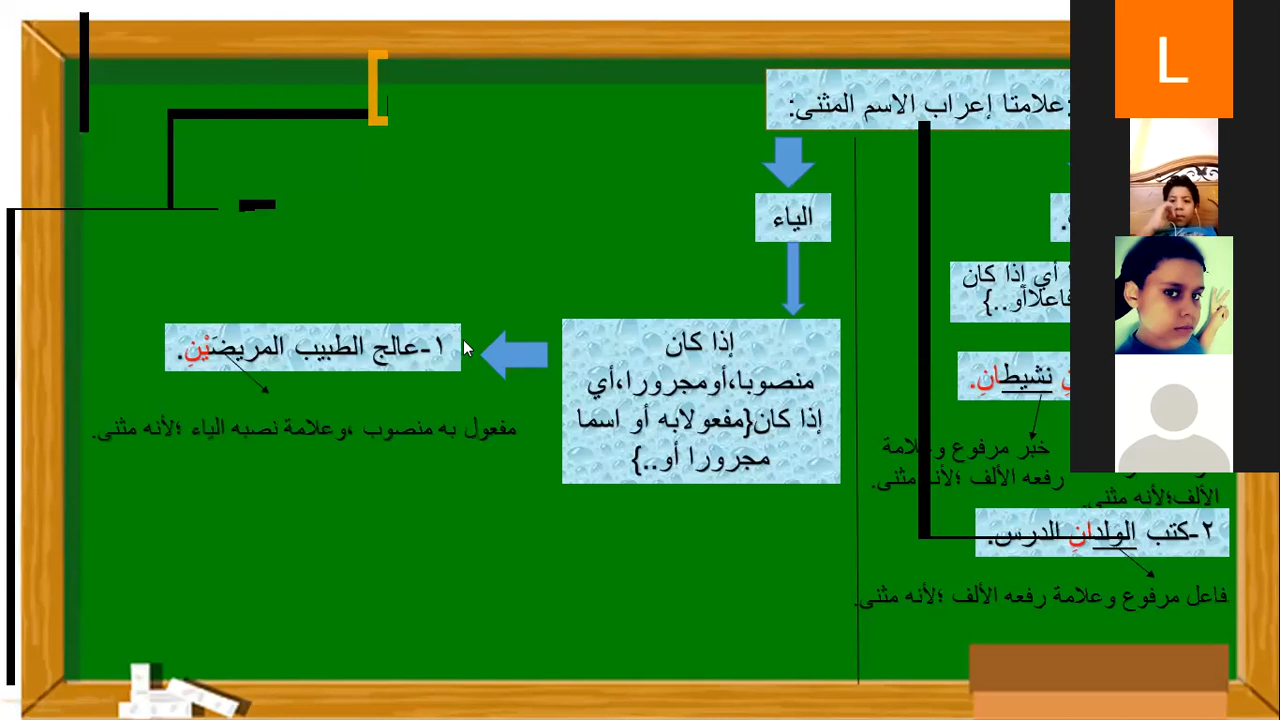 علامتا إعراب الاسم المثنى:
أي إذا كان
فاعلاأو..}
نشيطانِ.
خبر مرفوع وعلامة
رفعه الألف ؛لأنه مثنى.
الألف؛لأنه مثنى.
٢-كتب الولدانِ الدرس.
فاعل مرفوع وعلامة رفعه الألف ؛لأنه مثنى.
الياء
إذا كان
منصوبا،أومجرورا،أي
إذا كان{مفعولابه أو اسما
مجرورا أو..}
١-عالج الطبيب المريضَيْنِ.
مفعول به منصوب ،وعلامة نصبه الياء ؛لأنه مثنى.
L